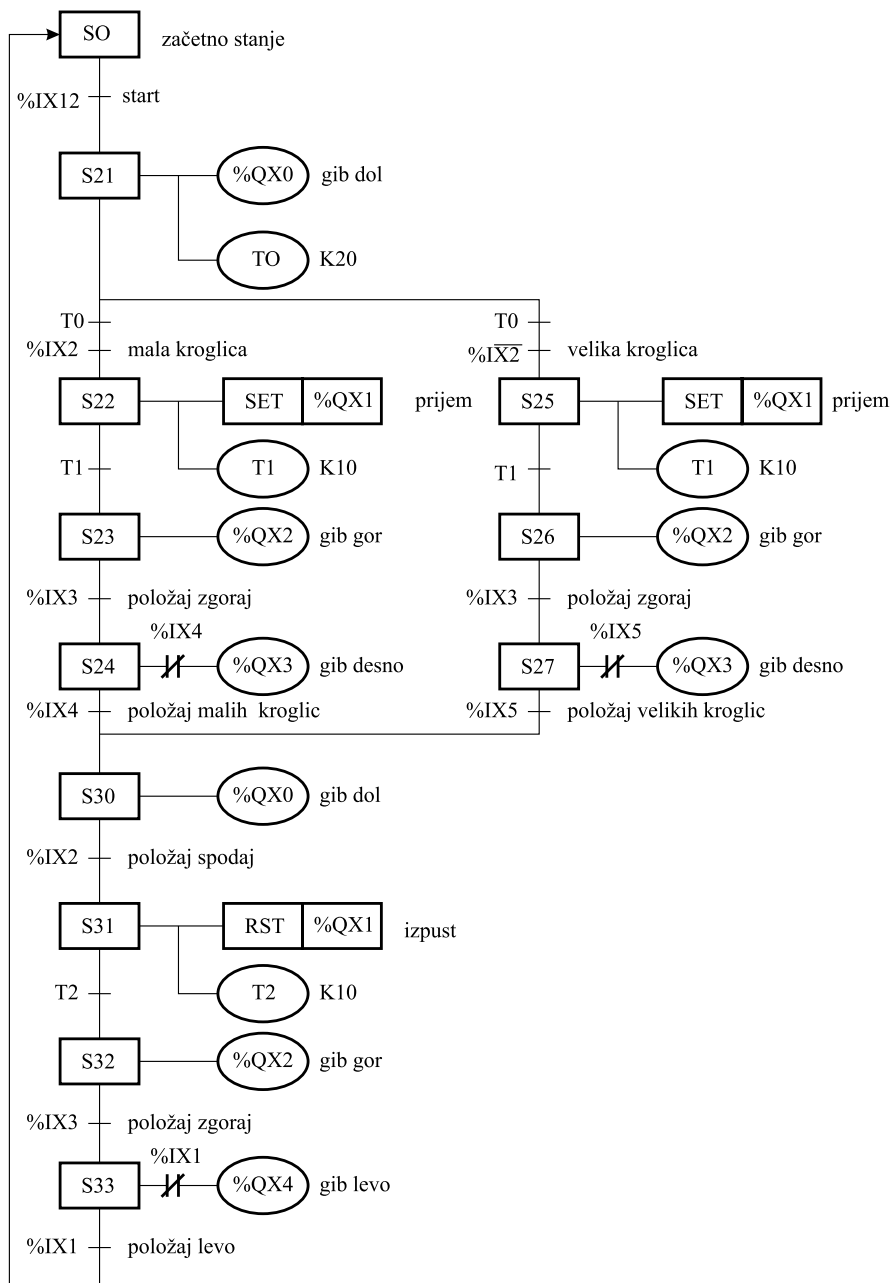 SO
začetno stanje
%IX12
start
S21
%QX0
gib dol
TO
K20
T0
T0
%IX2
mala kroglica
%IX2
velika kroglica
S22
SET
%QX1
prijem
S25
SET
%QX1
prijem
T1
T1
K10
T1
T1
K10
S23
%QX2
gib gor
S26
%QX2
gib gor
%IX3
položaj zgoraj
%IX3
položaj zgoraj
%IX4
%IX5
S24
%QX3
gib desno
S27
%QX3
gib desno
%IX4
položaj malih kroglic
%IX5
položaj velikih kroglic
S30
%QX0
gib dol
%IX2
položaj spodaj
S31
RST
%QX1
izpust
T2
T2
K10
S32
%QX2
gib gor
%IX3
položaj zgoraj
%IX1
S33
%QX4
gib levo
%IX1
položaj levo